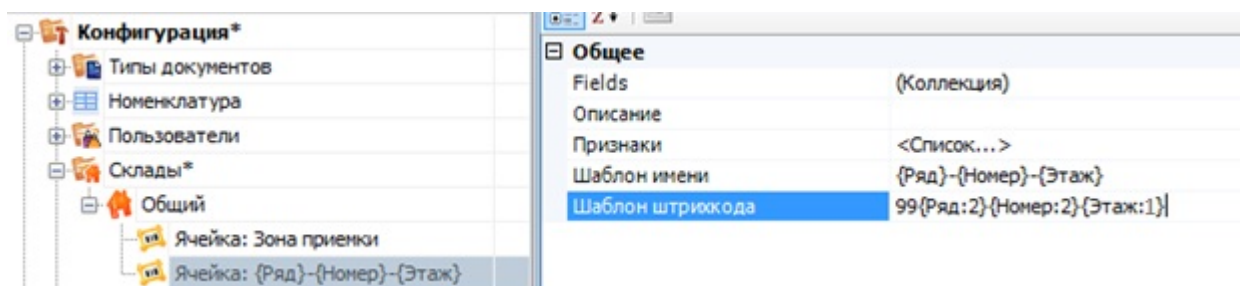 Конфигурация*
Типы документов
Номенклатура
Пользователи
Склады*
Общий
Ячейка: Зона приемки
Ячейка: {Ряд}-{Номер}-{Этаж}
Общее
Fields (Коллекция)
Описание
Признаки <Список...>
Шаблон имени {Ряд}-{Номер}-{Этаж}
Шаблон штрихкода 99{Ряд:2}{Номер:2}{Этаж:1}